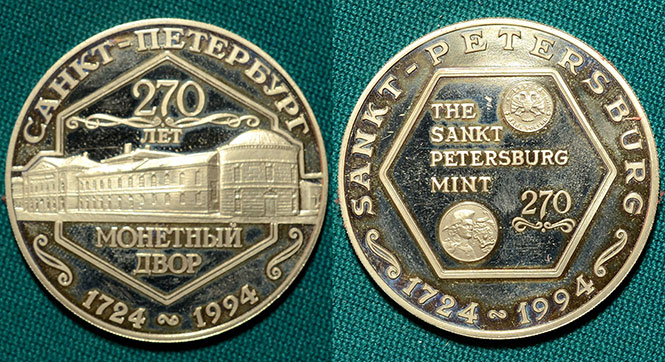 САНКТ-ПЕТЕРБУРГ
270
ЛЕТ
МОНЕТНЫЙ
ДВОР
1724 ~ 1994
SANKT-PETERSBURG
THE
SANKT
PETERSBURG
MINT
270
1724 ~ 1994